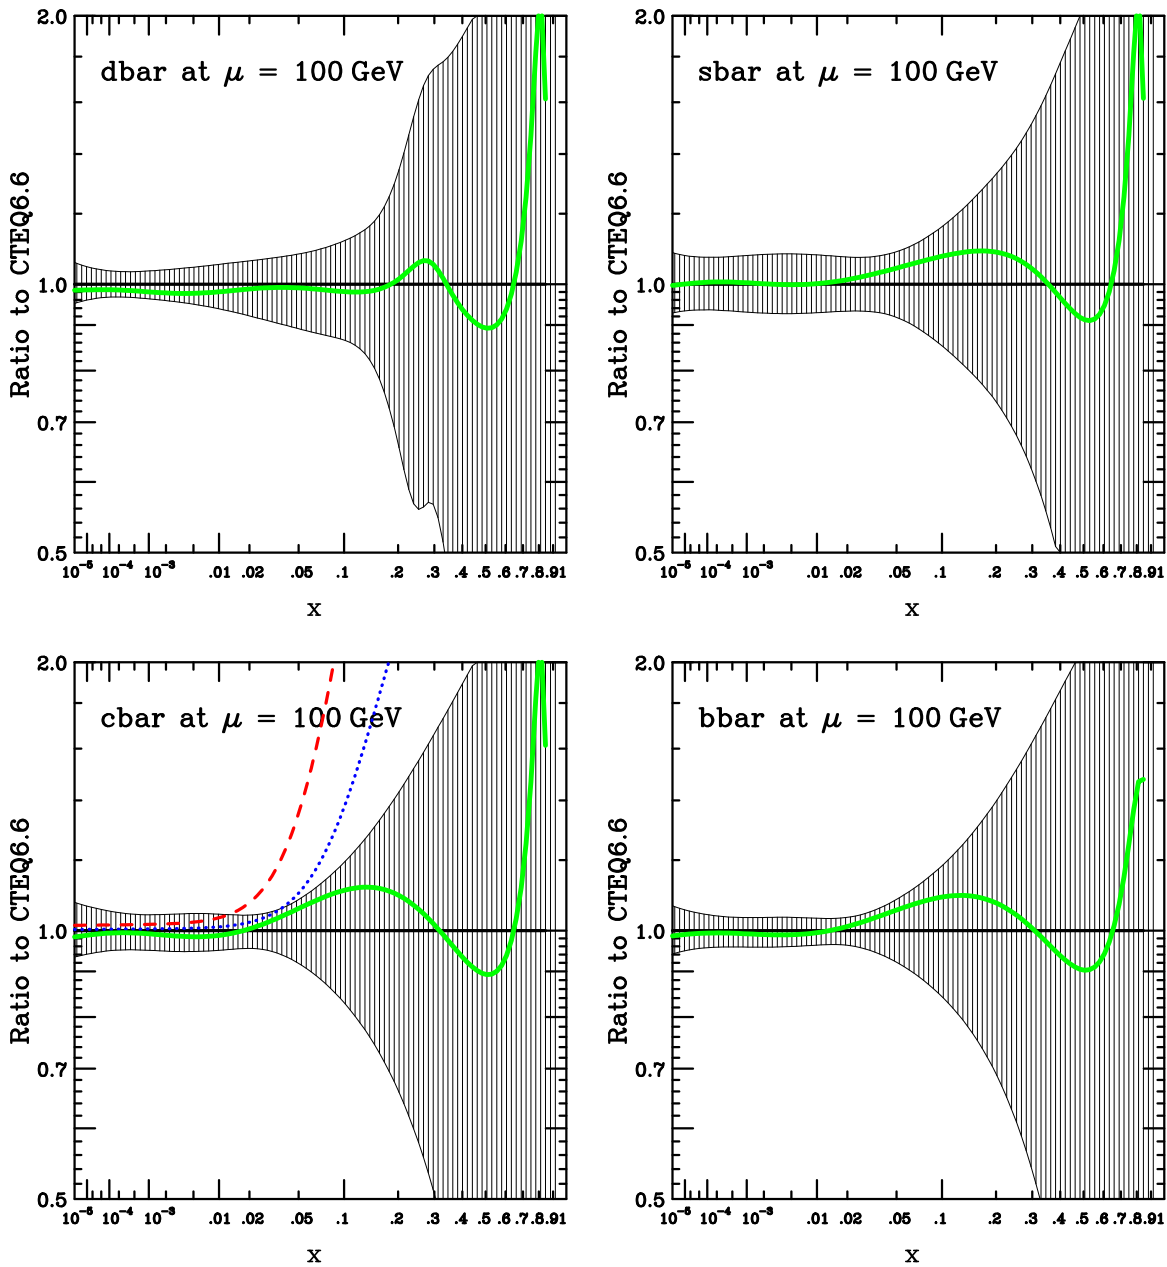 2.0
dbar at μ = 100 GeV
Ratio to CTEQ6.6
1.0
0.7
0.5
10⁻⁵ 10⁻⁴ 10⁻³ .01 .02 .05 .1 .2 .3 .4 .5 .6 .7 .8 .9 1
x
2.0
sbar at μ = 100 GeV
Ratio to CTEQ6.6
1.0
0.7
0.5
10⁻⁵ 10⁻⁴ 10⁻³ .01 .02 .05 .1 .2 .3 .4 .5 .6 .7 .8 .9 1
x
2.0
cbar at μ = 100 GeV
Ratio to CTEQ6.6
1.0
0.7
0.5
10⁻⁵ 10⁻⁴ 10⁻³ .01 .02 .05 .1 .2 .3 .4 .5 .6 .7 .8 .9 1
x
2.0
bbar at μ = 100 GeV
Ratio to CTEQ6.6
1.0
0.7
0.5
10⁻⁵ 10⁻⁴ 10⁻³ .01 .02 .05 .1 .2 .3 .4 .5 .6 .7 .8 .9 1
x